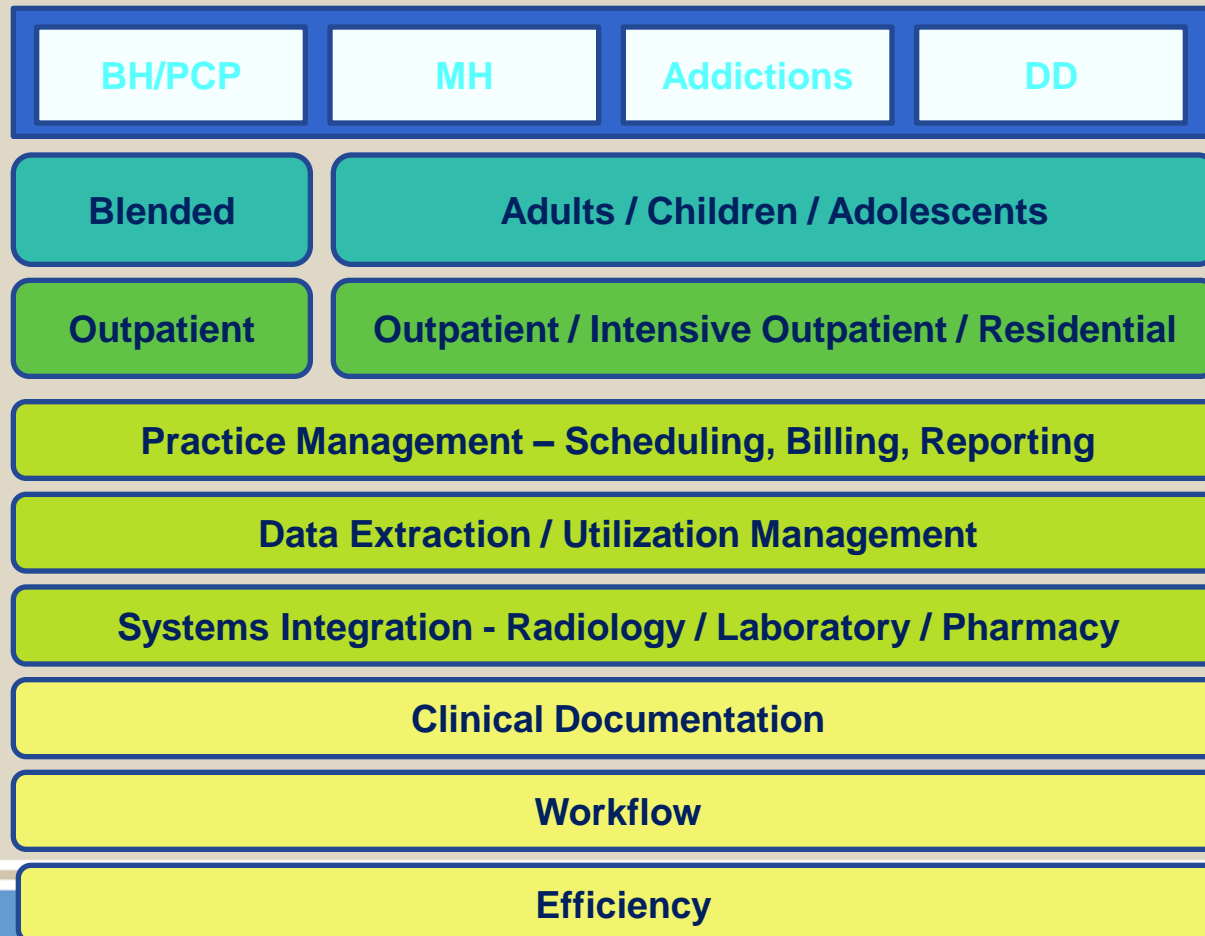 BH/PCP MH Addictions DD
Blended Adults / Children / Adolescents
Outpatient Outpatient / Intensive Outpatient / Residential
Practice Management – Scheduling, Billing, Reporting
Data Extraction / Utilization Management
Systems Integration - Radiology / Laboratory / Pharmacy
Clinical Documentation
Workflow
Efficiency